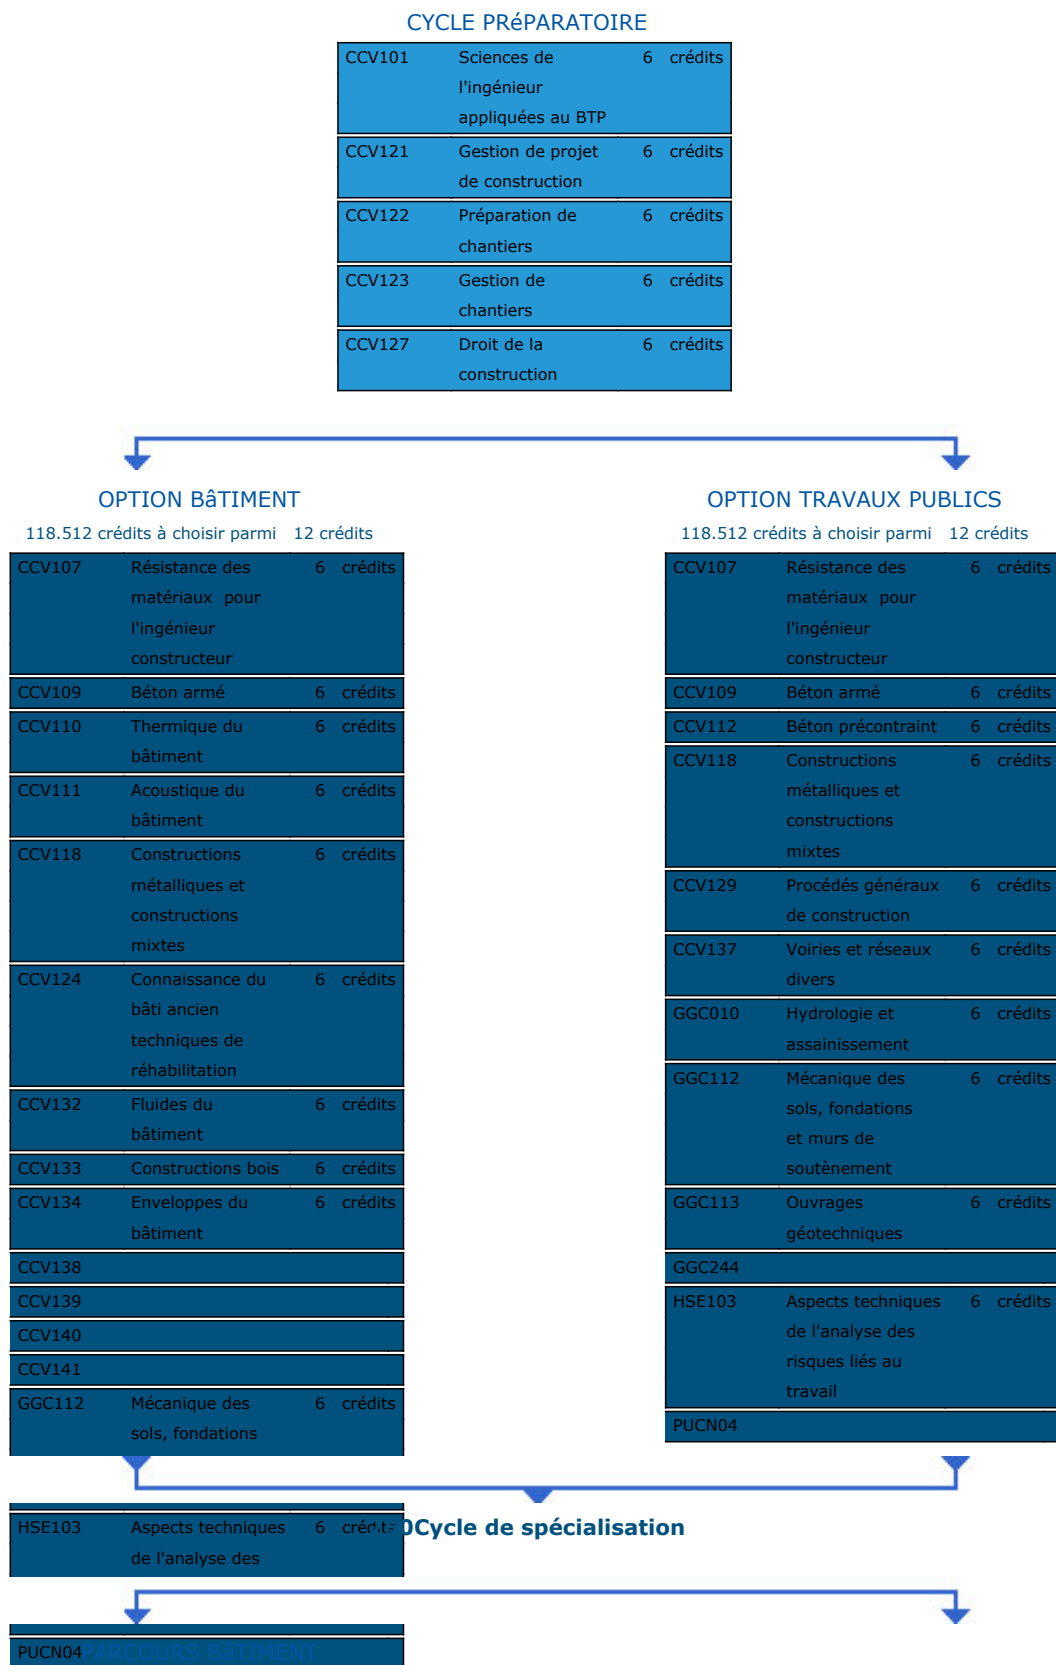 CYCLE PRéPARATOIRE
CCV101 Sciences de 6 crédits
l'ingénieur
appliquées au BTP
CCV121 Gestion de projet 6 crédits
de construction
CCV122 Préparation de 6 crédits
chantiers
CCV123 Gestion de 6 crédits
chantiers
CCV127 Droit de la 6 crédits
construction
OPTION BâTIMENT
118.512 crédits à choisir parmi 12 crédits
CCV107 Résistance des 6 crédits
matériaux pour
l'ingénieur
constructeur
CCV109 Béton armé 6 crédits
CCV110 Thermique du 6 crédits
bâtiment
CCV111 Acoustique du 6 crédits
bâtiment
CCV118 Constructions 6 crédits
métalliques et
constructions
mixtes
CCV124 Connaissance du 6 crédits
bâti ancien
techniques de
réhabilitation
CCV132 Fluides du 6 crédits
bâtiment
CCV133 Constructions bois 6 crédits
CCV134 Enveloppes du 6 crédits
bâtiment
CCV138
CCV139
CCV140
CCV141
GGC112 Mécanique des 6 crédits
sols, fondations
HSE103 Aspects techniques 6 crédits
de l'analyse des
PUCN04
OPTION TRAVAUX PUBLICS
118.512 crédits à choisir parmi 12 crédits
CCV107 Résistance des 6 crédits
matériaux pour
l'ingénieur
constructeur
CCV109 Béton armé 6 crédits
CCV112 Béton précontraint 6 crédits
CCV118 Constructions 6 crédits
métalliques et
constructions
mixtes
CCV129 Procédés généraux 6 crédits
de construction
CCV137 Voiries et réseaux 6 crédits
divers
GGC010 Hydrologie et 6 crédits
assainissement
GGC112 Mécanique des 6 crédits
sols, fondations
et murs de
soutènement
GGC113 Ouvrages 6 crédits
géotechniques
GGC244
HSE103 Aspects techniques 6 crédits
de l'analyse des
risques liés au
travail
PUCN04
0Cycle de spécialisation
PARCOURS BâTIMENT